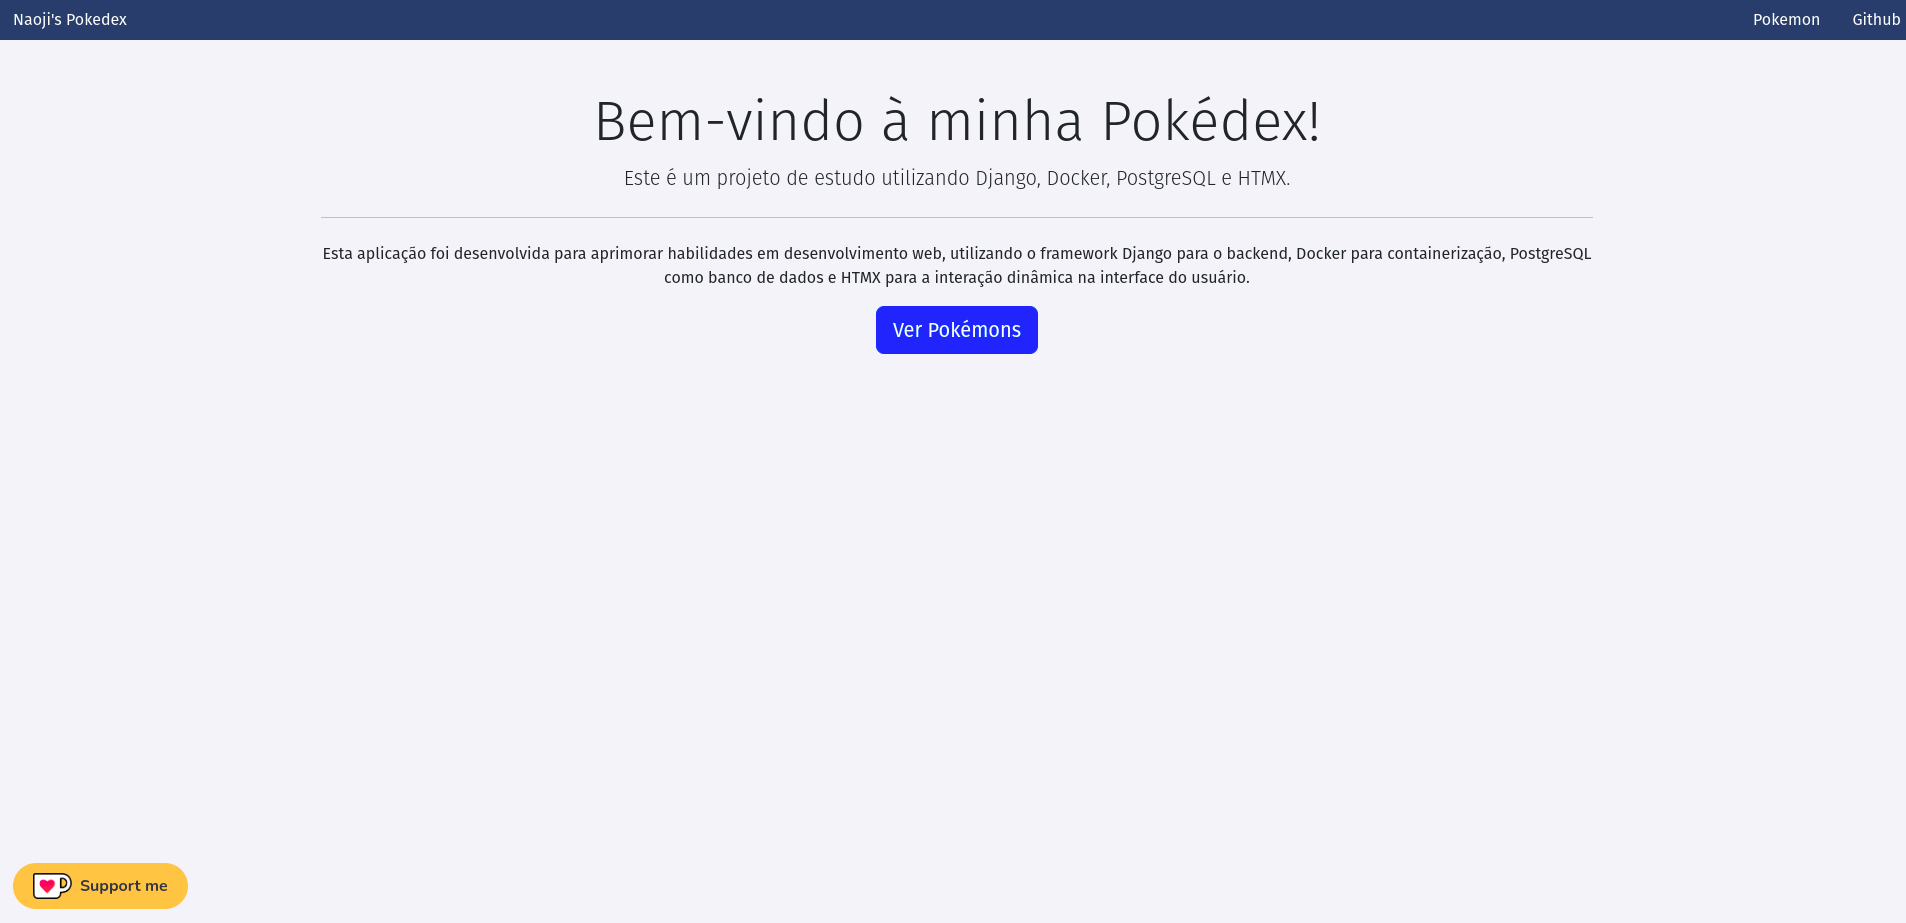 Naoji's Pokedex
Pokemon
Github
Bem-vindo à minha Pokédex!
Este é um projeto de estudo utilizando Django, Docker, PostgreSQL e HTMX.
Esta aplicação foi desenvolvida para aprimorar habilidades em desenvolvimento web, utilizando o framework Django para o backend, Docker para containerização, PostgreSQL
como banco de dados e HTMX para a interação dinâmica na interface do usuário.
Ver Pokémons
Support me